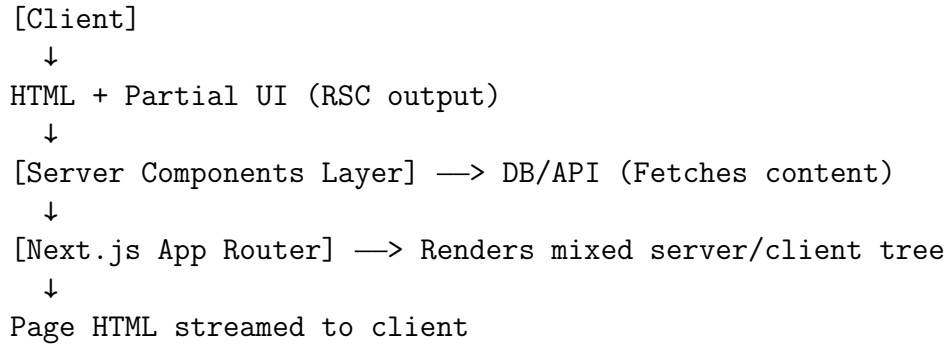 [Client]
↓
HTML + Partial UI (RSC output)
↓
[Server Components Layer] ——> DB/API (Fetches content)
↓
[Next.js App Router] ——> Renders mixed server/client tree
↓
Page HTML streamed to client